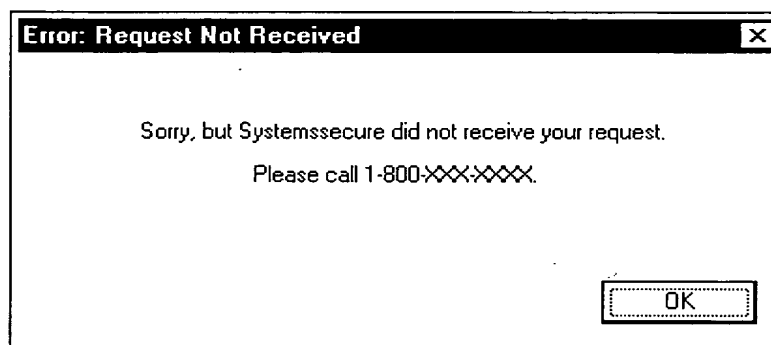 Error: Request Not Received
Sorry, but Systemssecure did not receive your request.
Please call 1-800-XXX-XXXX.
OK